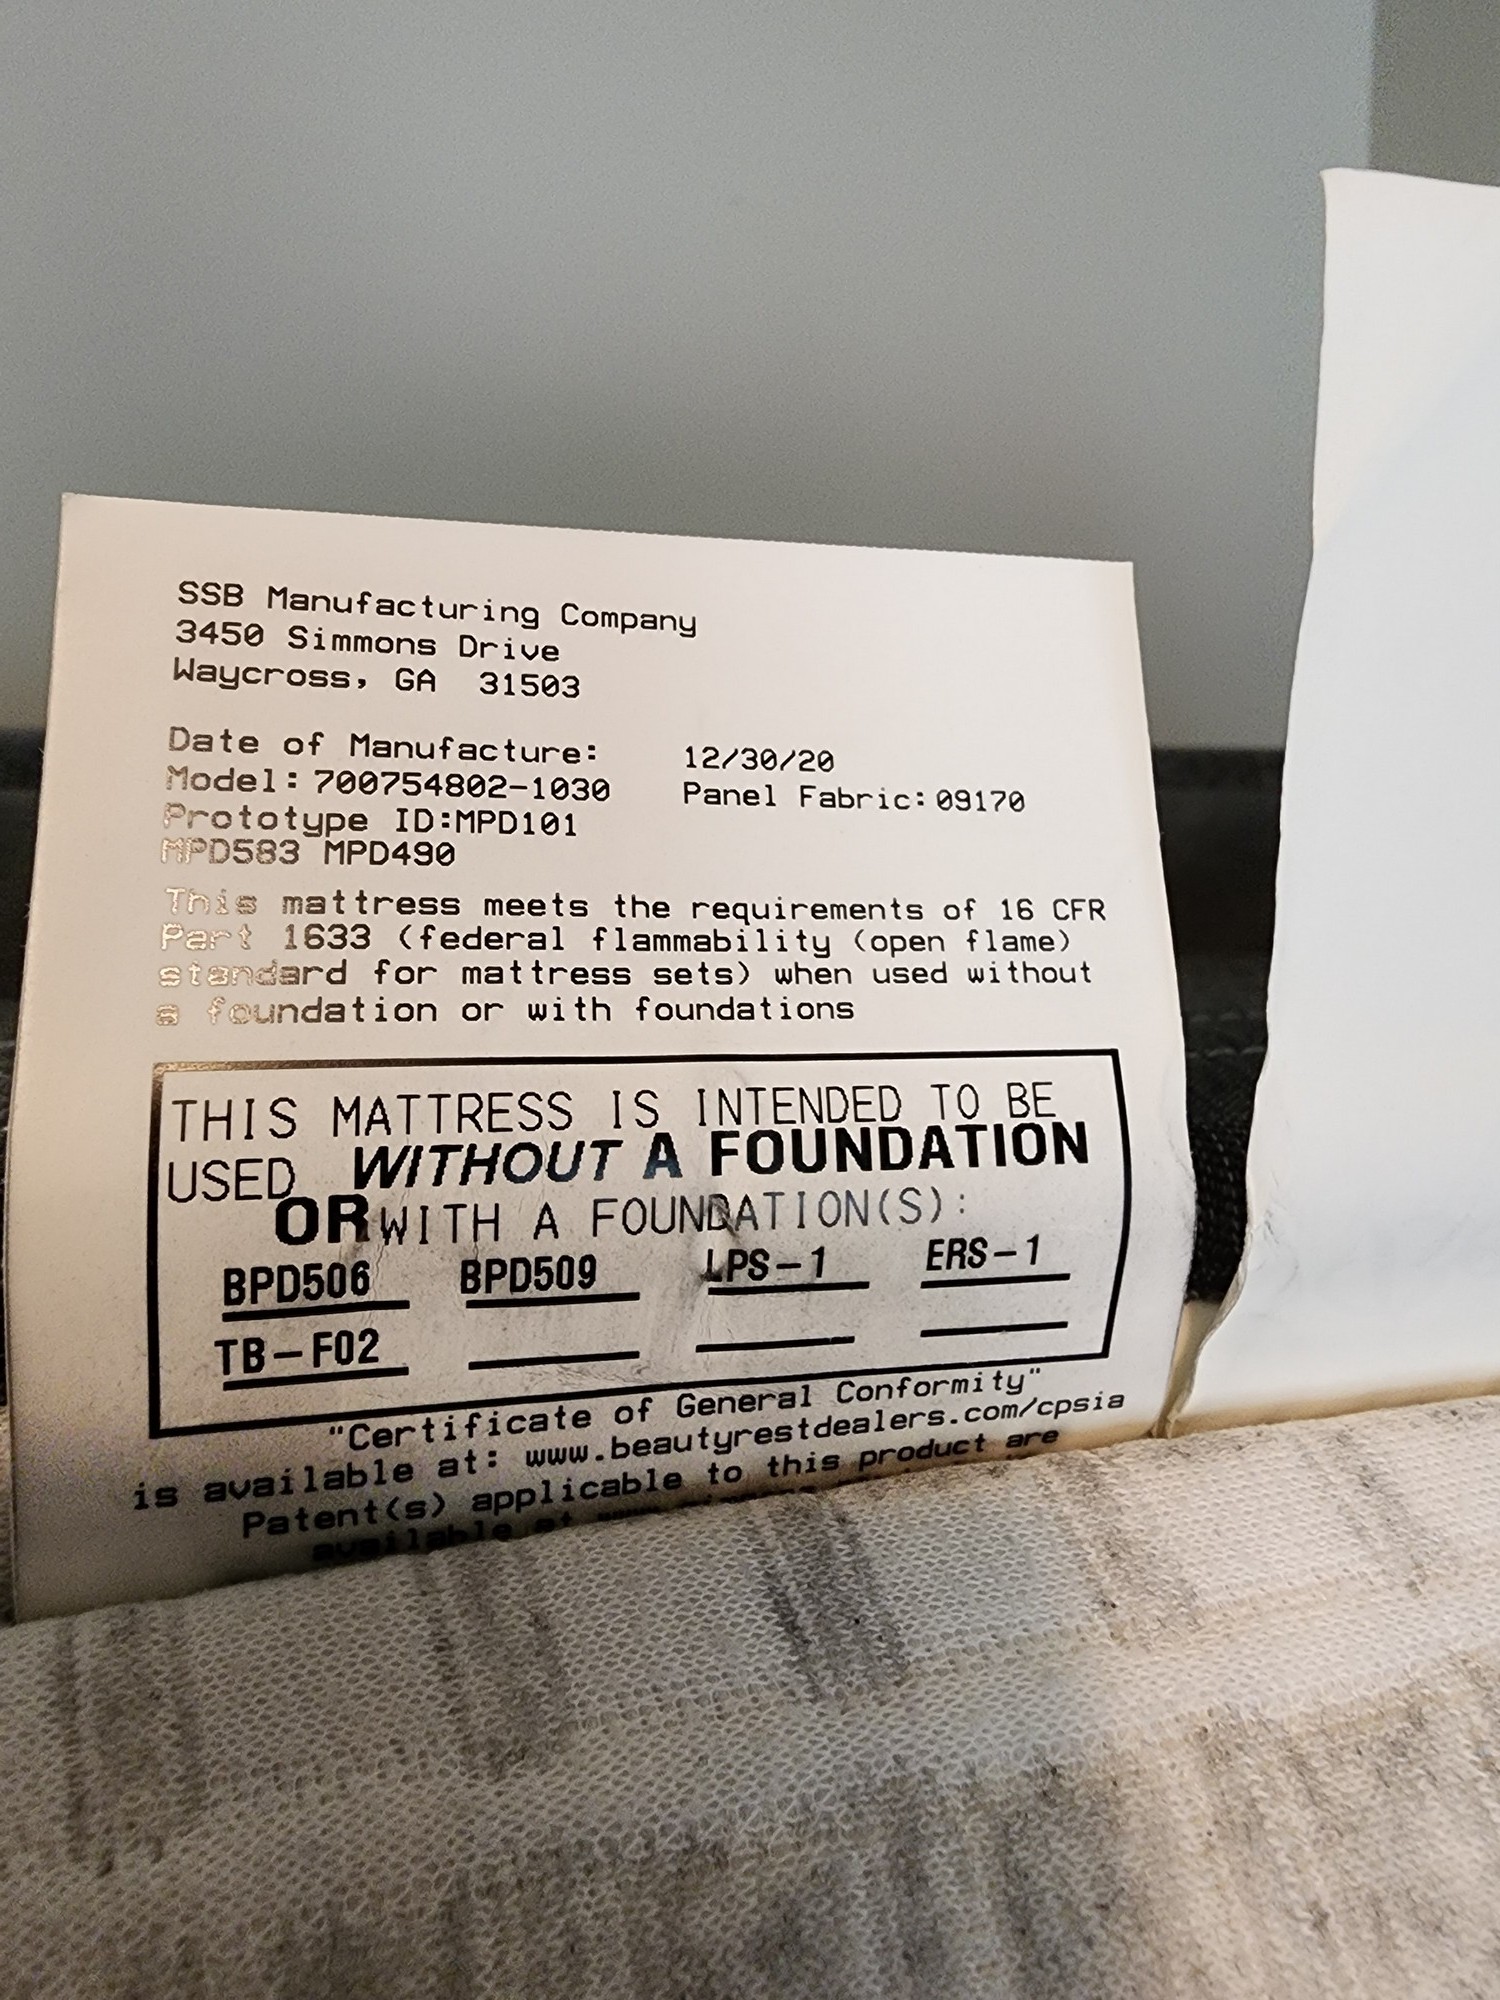 SSB Manufacturing Company
3450 Simmons Drive
Waycross, GA 31503
Date of Manufacture: 12/30/20
Model: 700754802-1030 Panel Fabric: 09170
Prototype ID:MPD101
MPD583 MPD490
This mattress meets the requirements of 16 CFR
Part 1633 (federal flammability (open flame)
standard for mattress sets) when used without
a foundation or with foundations
THIS MATTRESS IS INTENDED TO BE
USED WITHOUT A FOUNDATION
OR WITH A FOUNDATION(S):
BPD506 BPD509 LPS-1 ERS-1
TB-F02
"Certificate of General Conformity"
is available at: www.beautyrestdealers.com/cpsia
Patent(s) applicable to this product are
available at